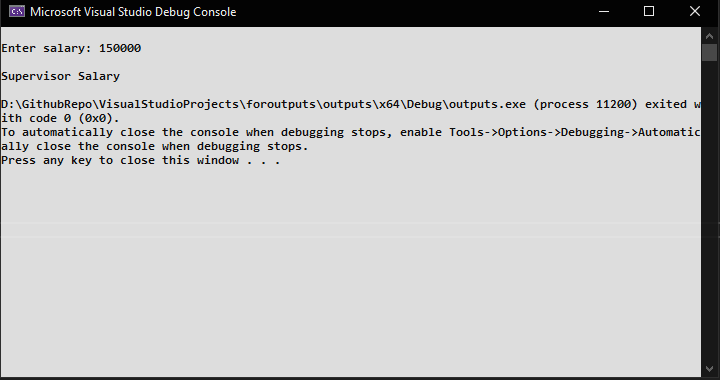 Microsoft Visual Studio Debug Console
Enter salary: 150000
Supervisor Salary
D:\GithubRepo\VisualStudioProjects\foroutputs\outputs\x64\Debug\outputs.exe (process 11200) exited w
ith code 0 (0x0).
To automatically close the console when debugging stops, enable Tools->Options->Debugging->Automatic
ally close the console when debugging stops.
Press any key to close this window . . .